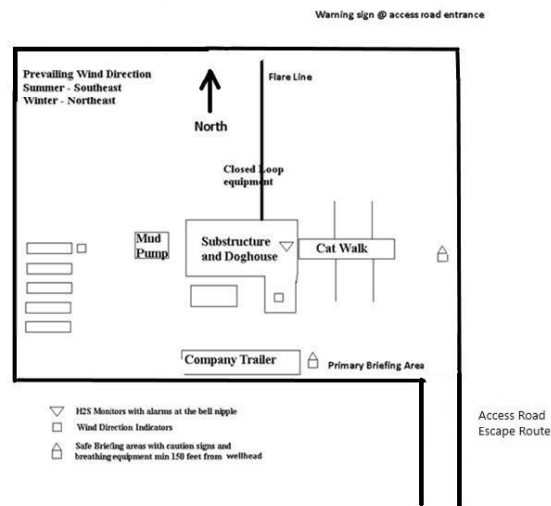 Warning sign @ access road entrance
Prevailing Wind Direction
Summer - Southeast
Winter - Northeast
North
Flare Line
Closed Loop
equipment
Mud
Pump
Substructure
and Doghouse
Cat Walk
Company Trailer
Primary Briefing Area
H2S Monitors with alarms at the bell nipple
Wind Direction Indicators
Safe Briefing areas with caution signs and
breathing equipment min 150 feet from wellhead
Access Road
Escape Route